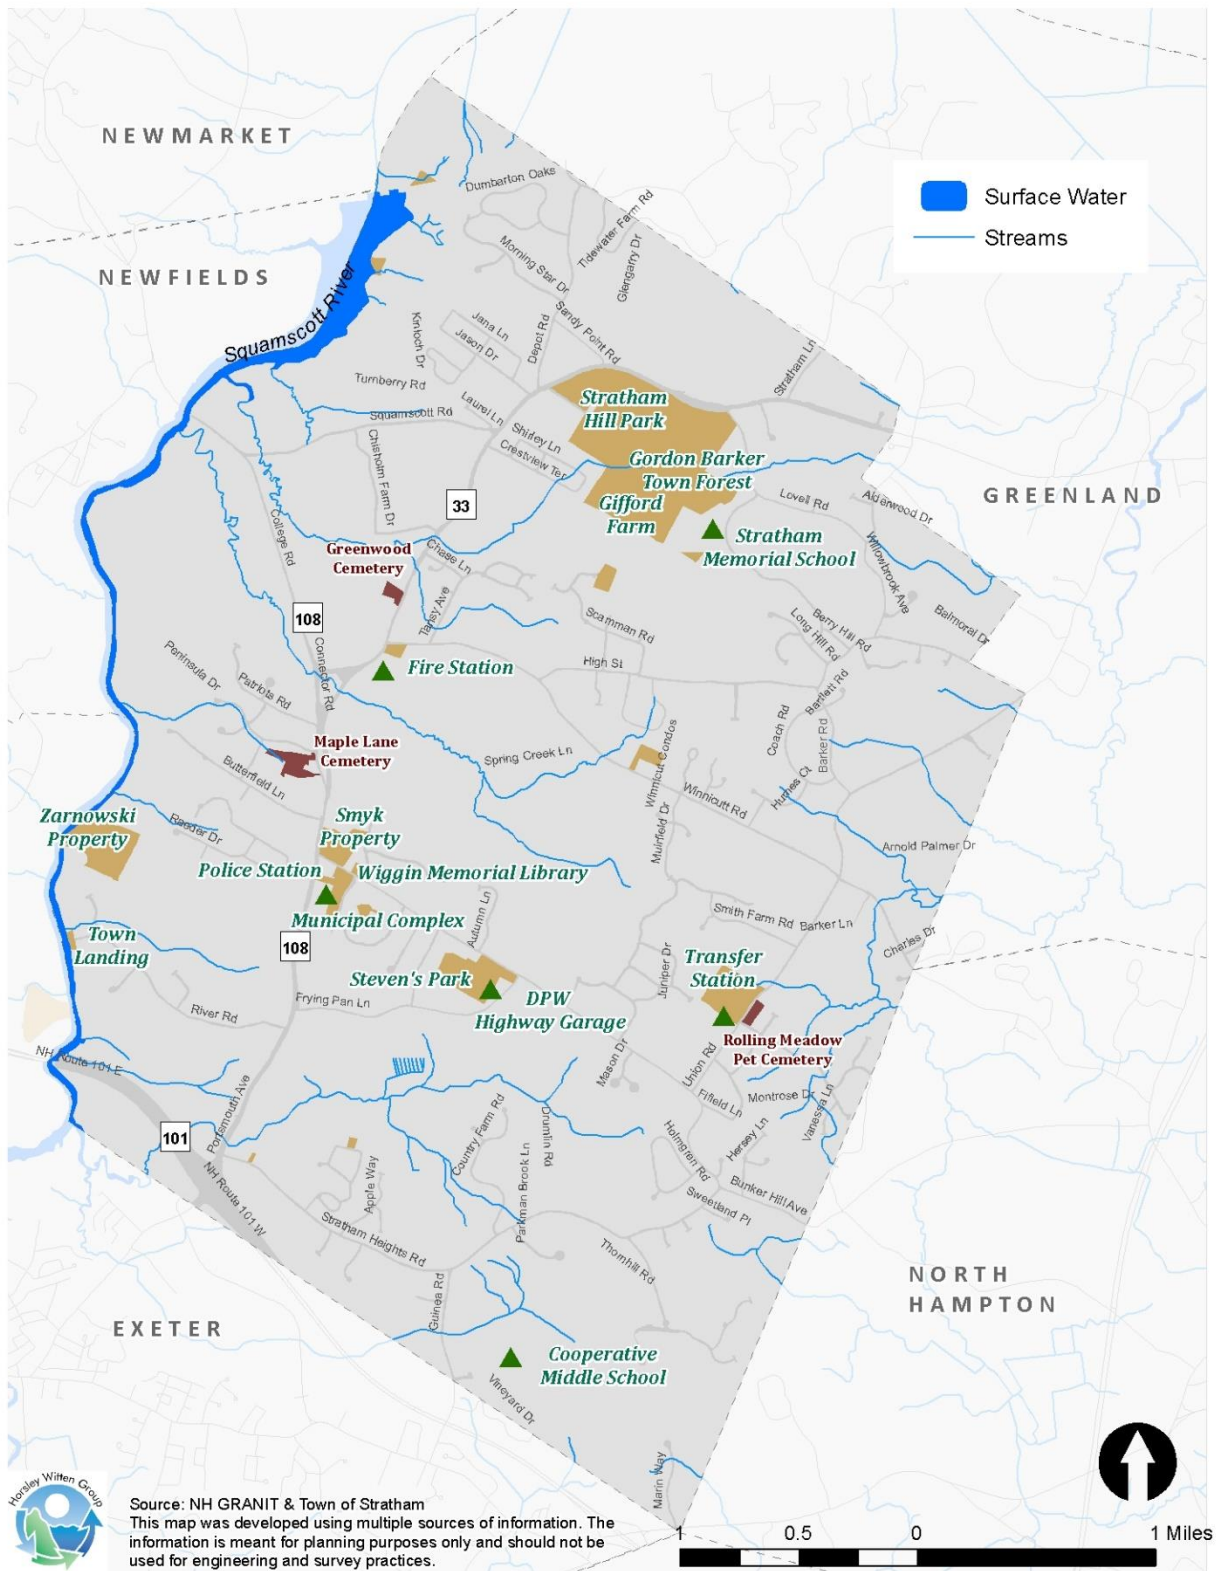 NEWMARKET
Dumbarton Oaks
Surface Water
Streams
Tidewater Farm Rd
Glengarry Dr
Morning Star Dr
NEWFIELDS
Squamscott River
Sandy Point Rd
Kinloch Dr
Jana Ln
Jason Dr
Depot Rd
Stratham Ln
Turnberry Rd
Stratham
Hill Park
Squamscott Rd
Laurel Ln
Shirley Ln
Crestview Ter
Chisholm Farm Dr
Gordon Barker
Town Forest
GREENLAND
33
Gifford
Farm
Lovell Rd
Alderwood Dr
College Rd
Stratham
Memorial School
Greenwood
Cemetery
Chase Ln
Willowbrook Ave
Tansy Ave
108
Scamman Rd
Berry Hill Rd
Long Hill Rd
Balmoral Dr
Connector Rd
Peninsula Dr
Patriots Rd
Fire Station
High St
Bartlett Rd
Coach Rd
Barker Rd
Maple Lane
Cemetery
Spring Creek Ln
Winnicut Condos
Butterfield Ln
Winnicutt Rd
Humes Ct
Zarnowski
Property
Raeder Dr
Smyk
Property
Muirfield Dr
Arnold Palmer Dr
Police Station
Wiggin Memorial Library
Municipal Complex
Autumn Ln
Smith Farm Rd
Barker Ln
Town
Landing
108
Charles Dr
Juniper Dr
Transfer
Station
Steven's Park
Frying Pan Ln
DPW
Highway Garage
River Rd
Rolling Meadow
Pet Cemetery
NH Route 101 E
Mason Dr
Union Rd
Fifield Ln
Montrose Dr
Vanessa Ln
Portsmouth Ave
101
Country Farm Rd
Drumlin Rd
Holmgren Rd
Hersey Ln
NH Route 101 W
Apple Way
Parkman Brook Ln
Bunker Hill Ave
Sweetland Pl
Stratham Heights Rd
Thornhill Rd
NORTH
HAMPTON
Guinea Rd
EXETER
Cooperative
Middle School
Vineyard Dr
Marin Way
Horsley Witten Group
Source: NH GRANIT & Town of Stratham
This map was developed using multiple sources of information. The
information is meant for planning purposes only and should not be
used for engineering and survey practices.
1 0.5 0 1 Miles